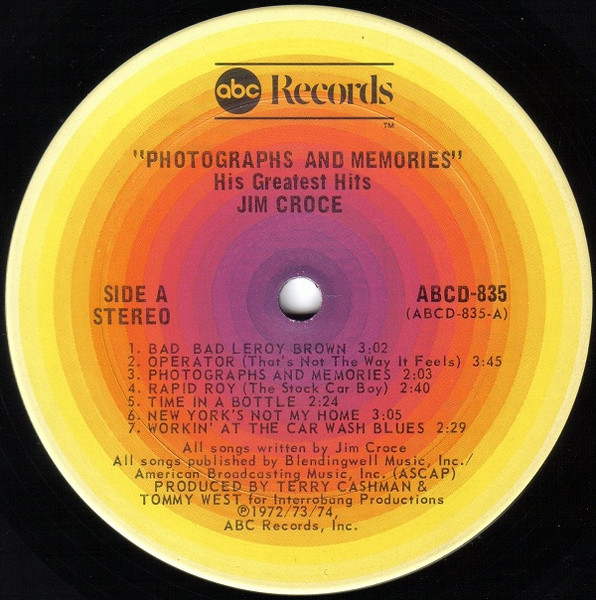 abc Records
TM
"PHOTOGRAPHS AND MEMORIES"
His Greatest Hits
JIM CROCE
SIDE A
STEREO
ABCD-835
(ABCD-835-A)
1. BAD BAD LEROY BROWN 3:02
2. OPERATOR (That's Not The Way It Feels) 3:45
3. PHOTOGRAPHS AND MEMORIES 2:03
4. RAPID ROY (The Stock Car Boy) 2:40
5. TIME IN A BOTTLE 2:24
6. NEW YORK'S NOT MY HOME 3:05
7. WORKIN' AT THE CAR WASH BLUES 2:29
All songs written by Jim Croce
All songs published by Blendingwell Music, Inc./
American Broadcasting Music, Inc. (ASCAP)
PRODUCED BY TERRY CASHMAN &
TOMMY WEST for Interrobang Productions
℗1972/73/74,
ABC Records, Inc.